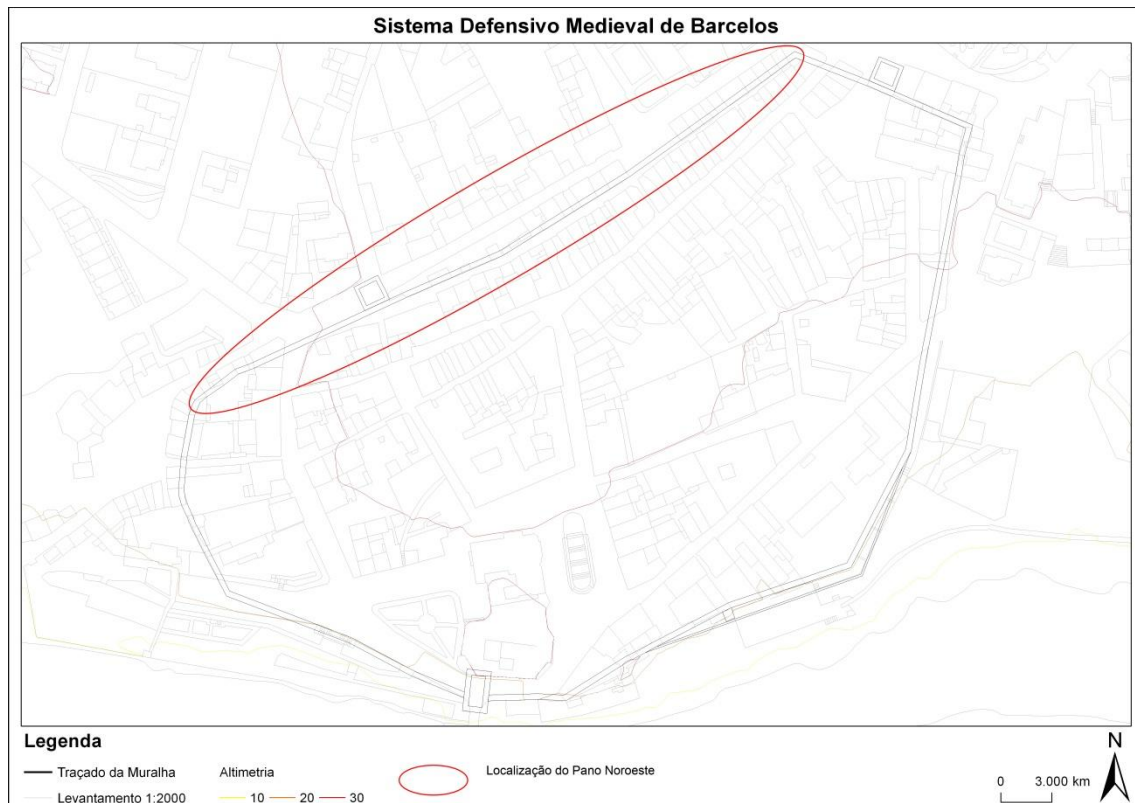 Sistema Defensivo Medieval de Barcelos
Legenda
Traçado da Muralha
Levantamento 1:2000
Altimetria
10 20 30
Localização do Pano Noroeste
N
0 3.000 km